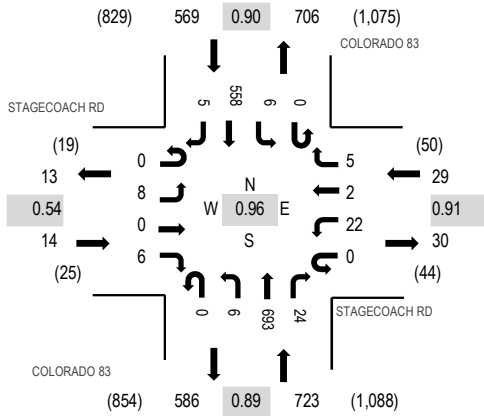 (829) 569 0.90 706 (1,075)
COLORADO 83
5 558 6 0
STAGECOACH RD
(19) 0 5 (50)
13 8 2 29
0.54 W N 0.96 S E 0.91
14 0 22 30
(25) 6 0 (44)
0 6 693 24
STAGECOACH RD
COLORADO 83
(854) 586 0.89 723 (1,088)